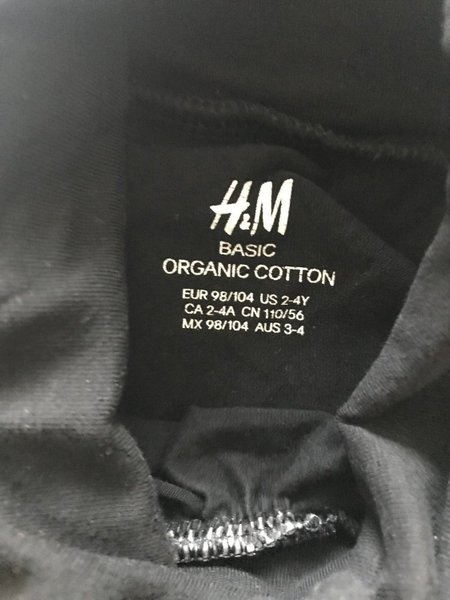 H&M
BASIC
ORGANIC COTTON
EUR 98/104 US 2-4Y
CA 2-4A CN 110/56
MX 98/104 AUS 3-4